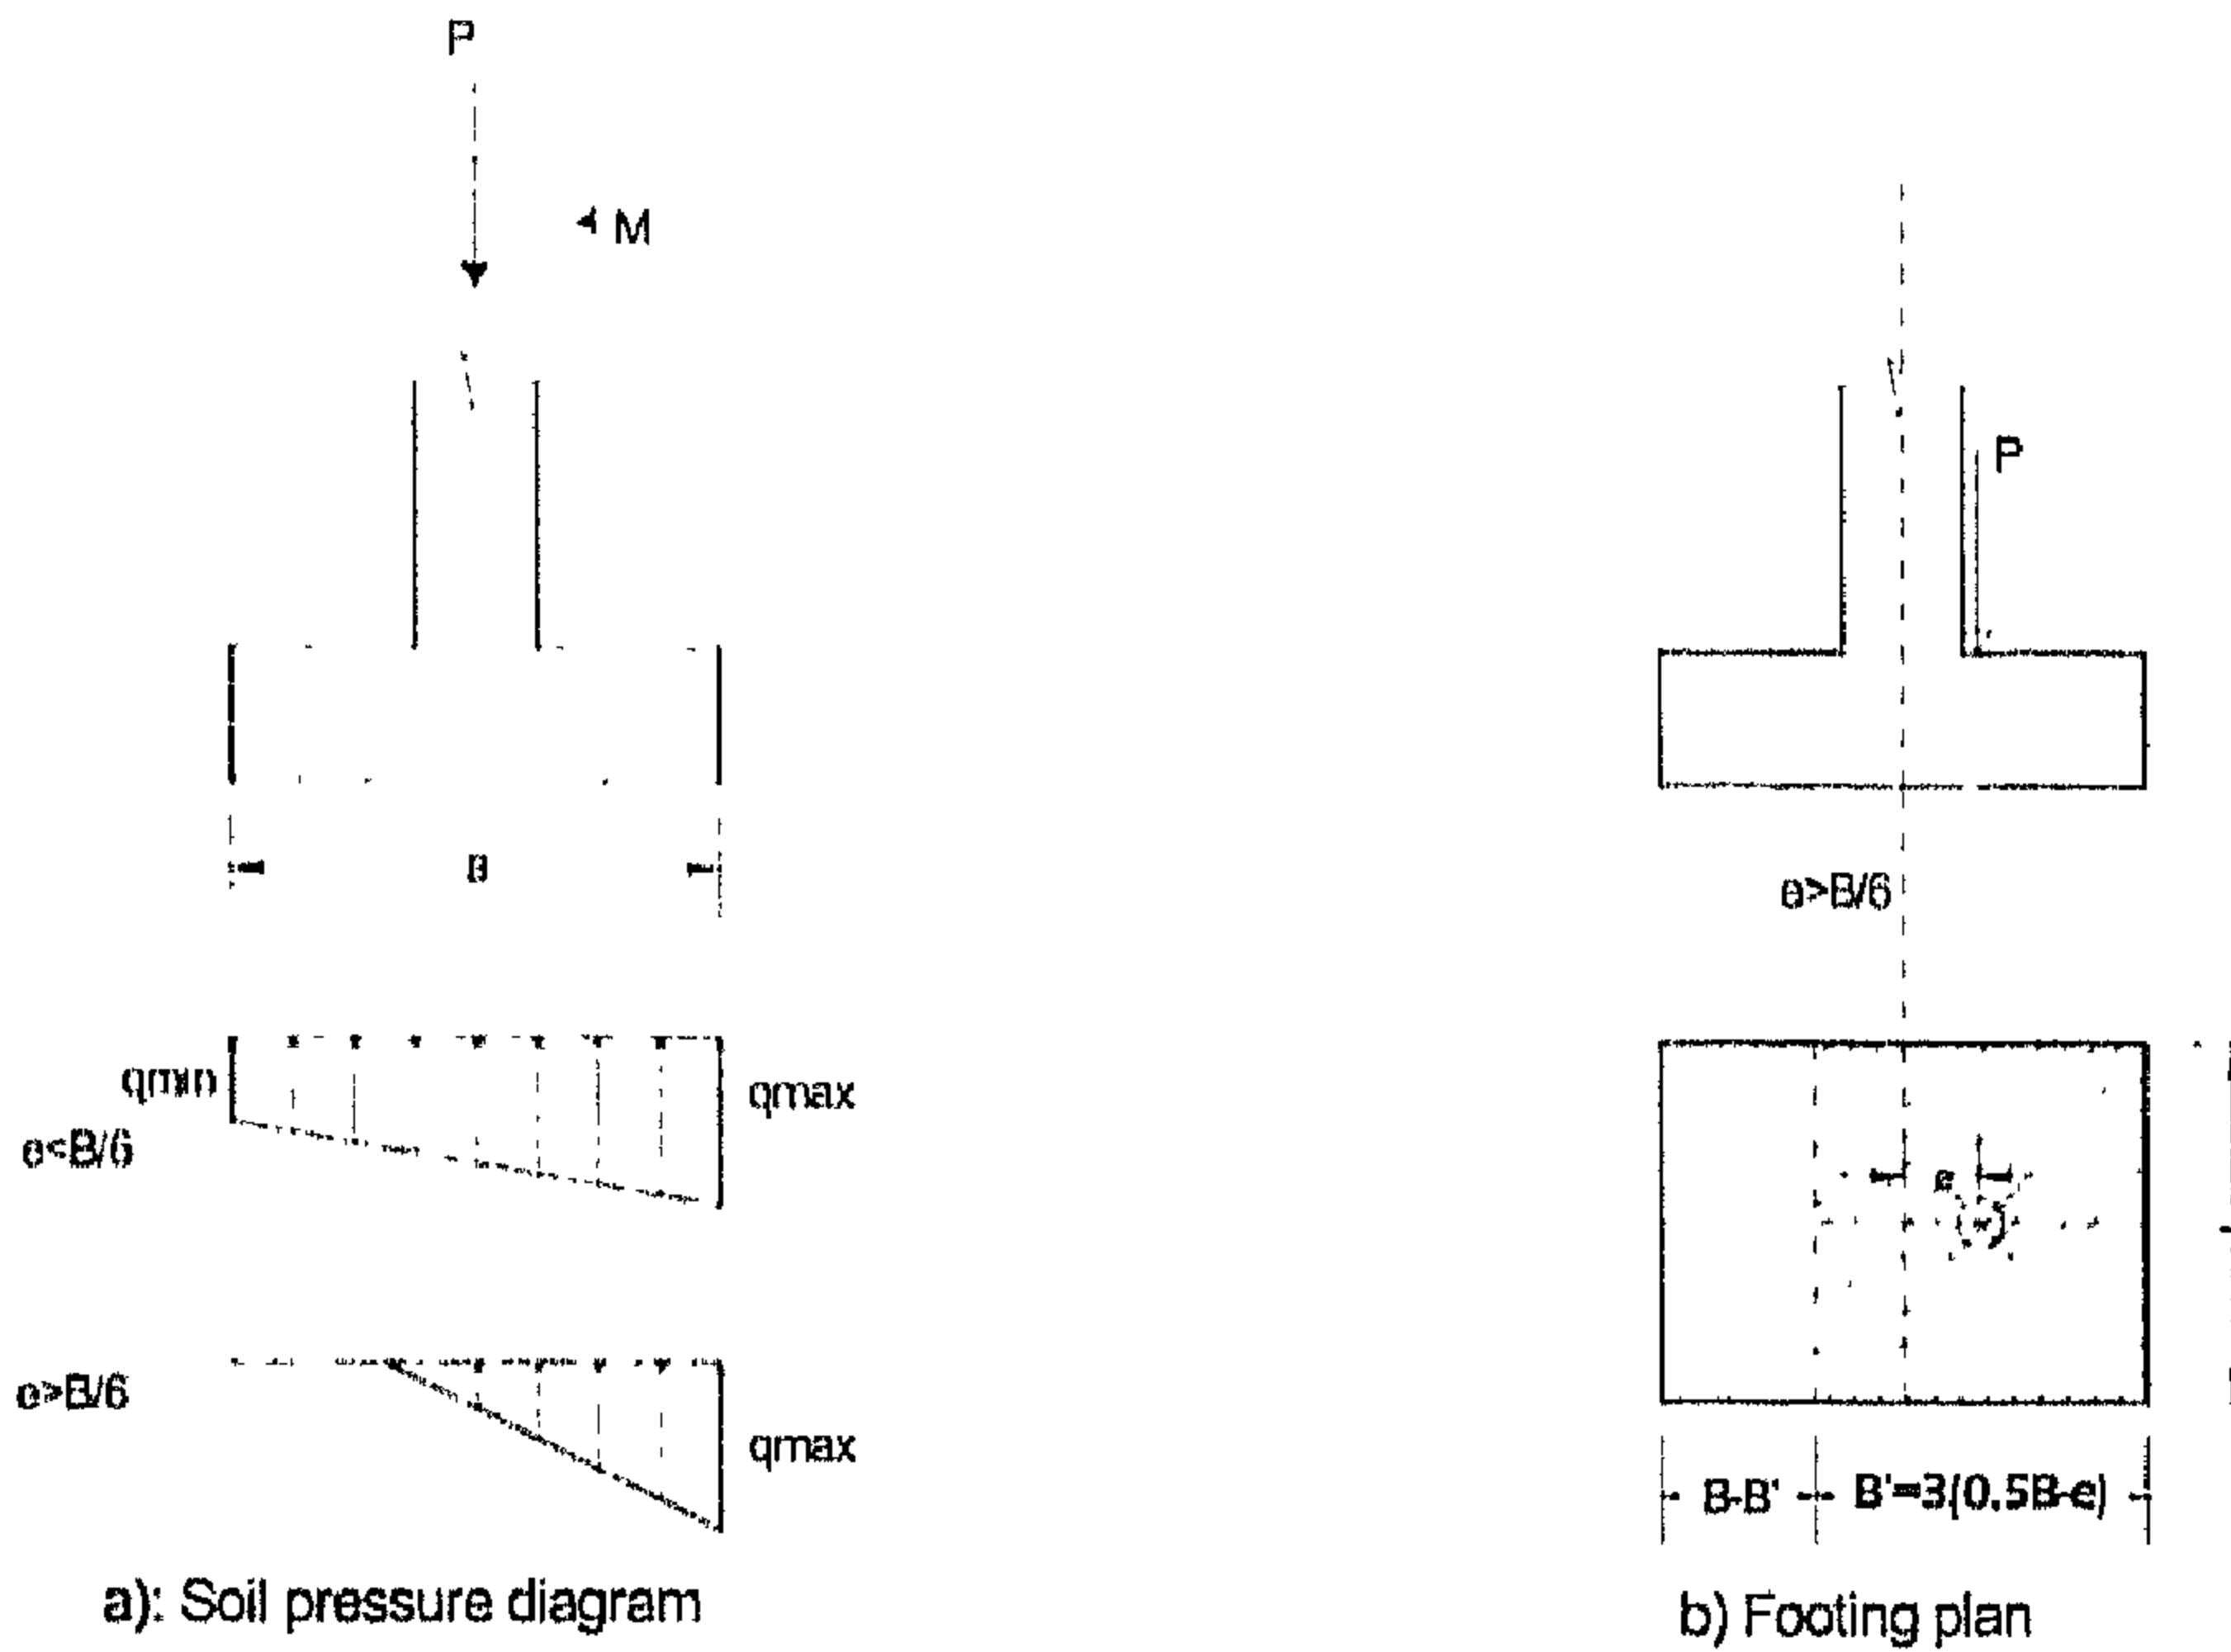 P
M
B
qmin
qmax
e<B/6
e>B/6
qmax
a): Soil pressure diagram
P
e>B/6
e
B-B'
B'=3(0.5B-e)
b) Footing plan